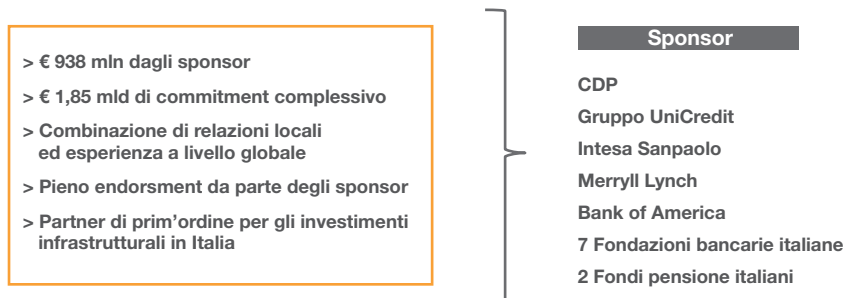 > € 938 mln dagli sponsor
> € 1,85 mld di commitment complessivo
> Combinazione di relazioni locali
ed esperienza a livello globale
> Pieno endorsment da parte degli sponsor
> Partner di prim’ordine per gli investimenti
infrastrutturali in Italia
Sponsor
CDP
Gruppo UniCredit
Intesa Sanpaolo
Merryll Lynch
Bank of America
7 Fondazioni bancarie italiane
2 Fondi pensione italiani